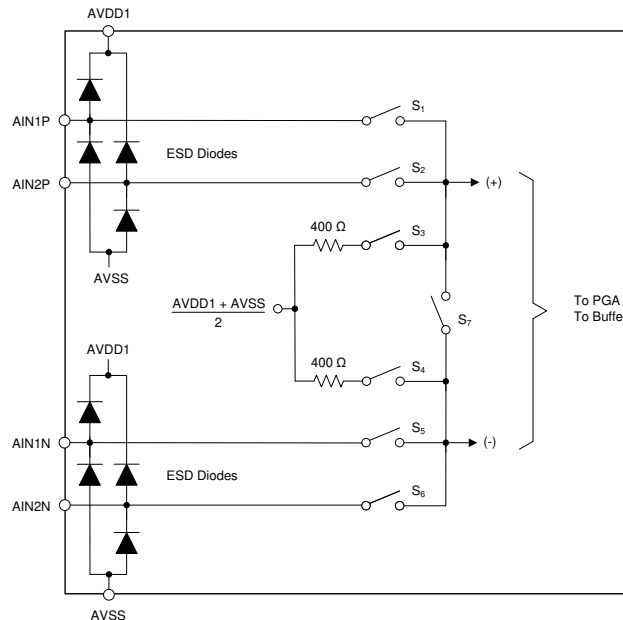 AVDD1
AIN1P
S1
ESD Diodes
AIN2P
S2
(+)
400 Ω
S3
AVSS
AVDD1 + AVSS
2
To PGA
To Buffe
S7
AVDD1
400 Ω
S4
AIN1N
S5
(-)
ESD Diodes
AIN2N
S6
AVSS